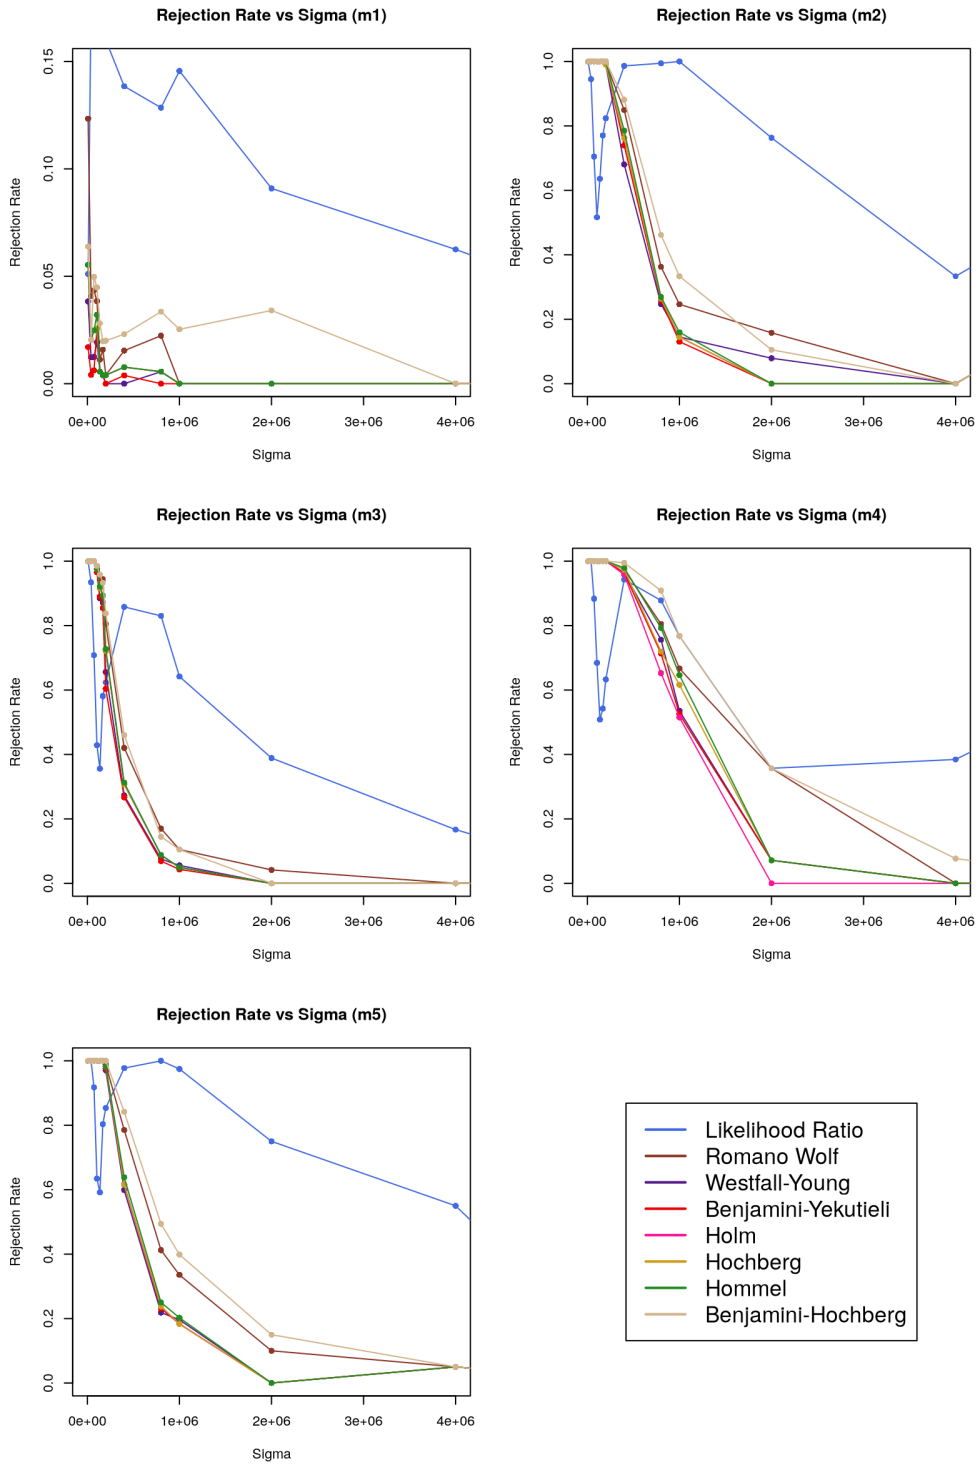 Rejection Rate vs Sigma (m1)
Rejection Rate
0.00 0.05 0.10 0.15
0e+00 1e+06 2e+06 3e+06 4e+06
Sigma
Rejection Rate vs Sigma (m2)
Rejection Rate
0.0 0.2 0.4 0.6 0.8 1.0
0e+00 1e+06 2e+06 3e+06 4e+06
Sigma
Rejection Rate vs Sigma (m3)
Rejection Rate
0.0 0.2 0.4 0.6 0.8 1.0
0e+00 1e+06 2e+06 3e+06 4e+06
Sigma
Rejection Rate vs Sigma (m4)
Rejection Rate
0.0 0.2 0.4 0.6 0.8 1.0
0e+00 1e+06 2e+06 3e+06 4e+06
Sigma
Rejection Rate vs Sigma (m5)
Rejection Rate
0.0 0.2 0.4 0.6 0.8 1.0
0e+00 1e+06 2e+06 3e+06 4e+06
Sigma
Likelihood Ratio
Romano Wolf
Westfall-Young
Benjamini-Yekutieli
Holm
Hochberg
Hommel
Benjamini-Hochberg